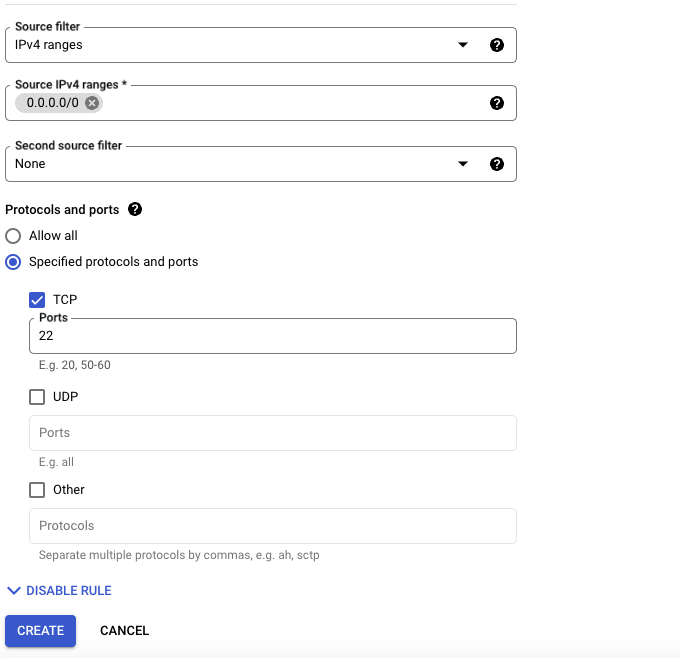 Source filter
IPv4 ranges
Source IPv4 ranges *
0.0.0.0/0
Second source filter
None
Protocols and ports
Allow all
Specified protocols and ports
TCP
Ports
22
E.g. 20, 50-60
UDP
Ports
E.g. all
Other
Protocols
Separate multiple protocols by commas, e.g. ah, sctp
DISABLE RULE
CREATE CANCEL